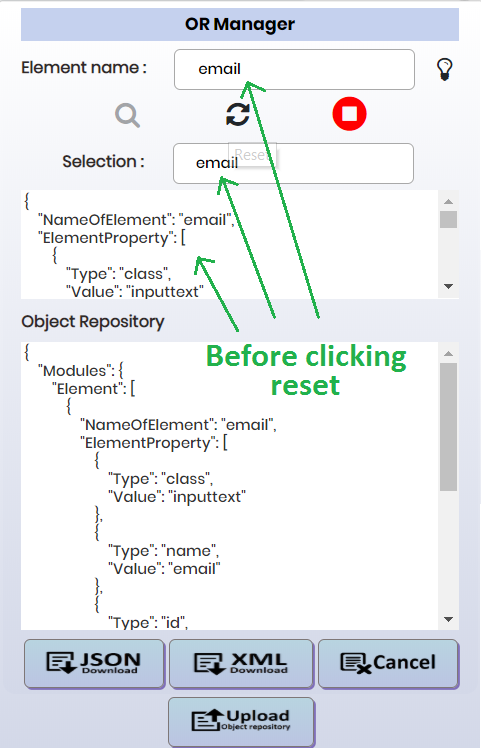 OR Manager
Element name :
email
Reset
Selection :
email
{
"NameOfElement": "email",
"ElementProperty": [
{
"Type": "class",
"Value": "inputtext"
Object Repository
{
"Modules": {
"Element": [
{
"NameOfElement": "email",
"ElementProperty": [
{
"Type": "class",
"Value": "inputtext"
},
{
"Type": "name",
"Value": "email"
},
{
"Type": "id",
Before clicking
reset
JSON
Download
XML
Download
Cancel
Upload
Object repository